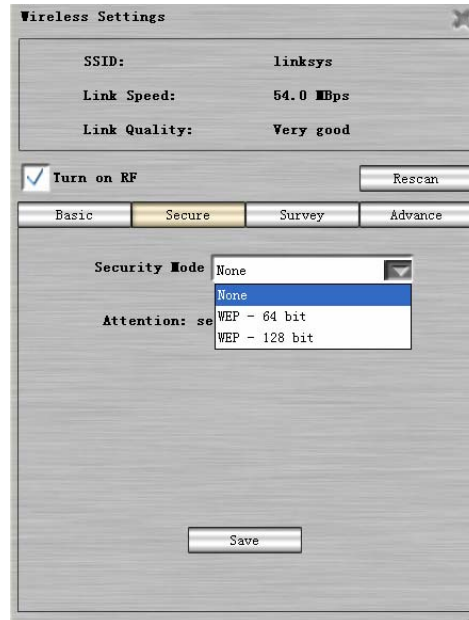 Wireless Settings
SSID: linksys
Link Speed: 54.0 MBps
Link Quality: Very good
Turn on RF
Rescan
Basic Secure Survey Advance
Security Mode None
None
Attention: se
WEP - 64 bit
WEP - 128 bit
Save